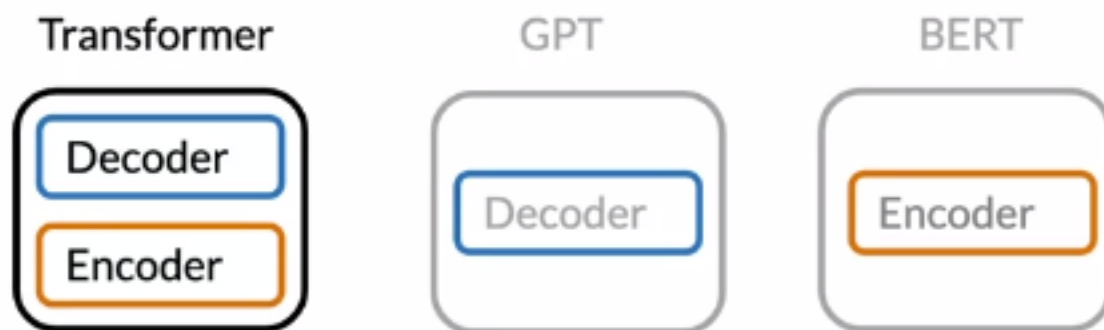 Transformer
Decoder
Encoder
GPT
Decoder
BERT
Encoder